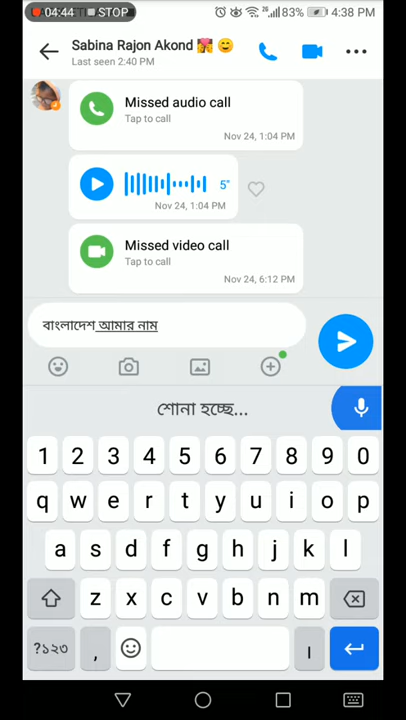 04:44 STOP
83% 4:38 PM
Sabina Rajon Akond
Last seen 2:40 PM
Missed audio call
Tap to call
Nov 24, 1:04 PM
5"
Nov 24, 1:04 PM
Missed video call
Tap to call
Nov 24, 6:12 PM
বাংলাদেশ আমার নাম
শোনা হচ্ছে...
1 2 3 4 5 6 7 8 9 0
q w e r t y u i o p
a s d f g h j k l
z x c v b n m
?১২৩ , ।